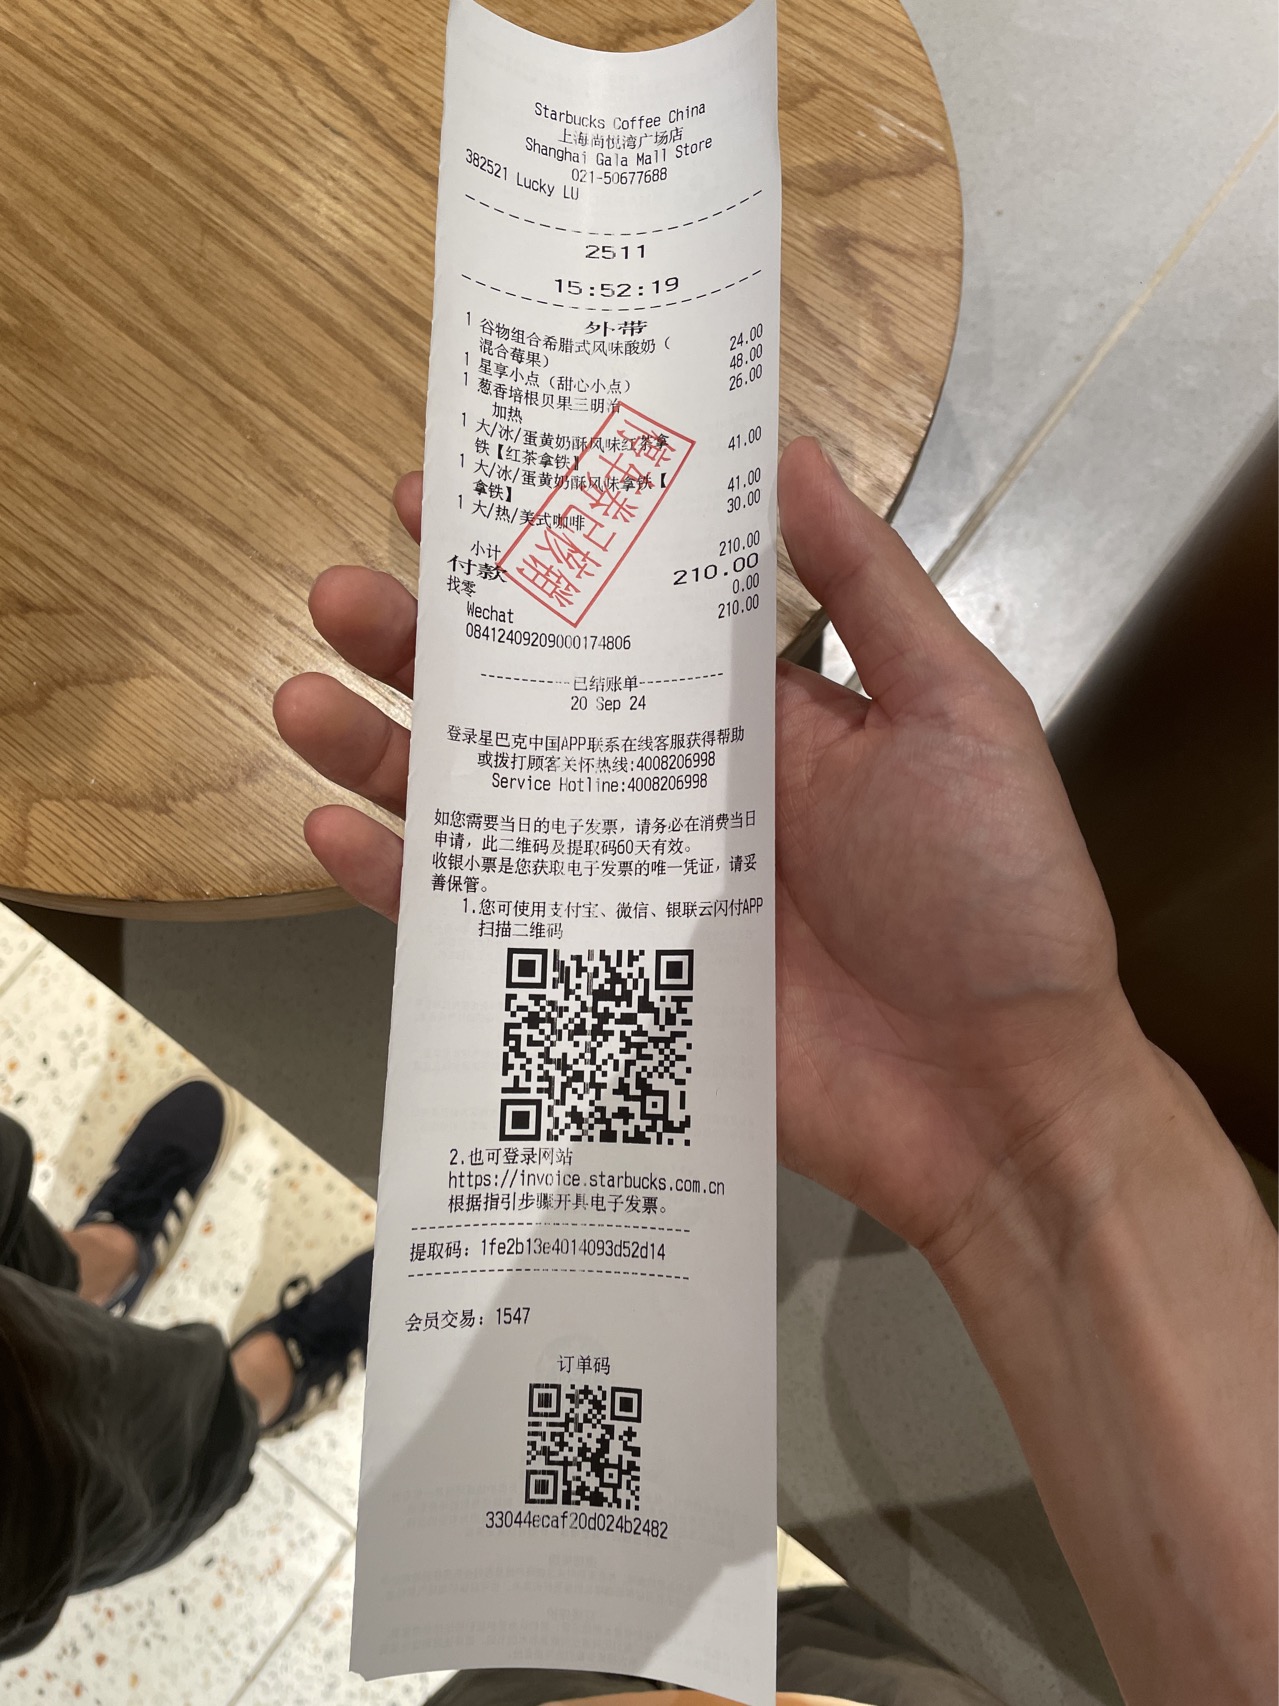 Starbucks Coffee China
上海尚悦湾广场店
Shanghai Gala Mall Store
021-50677688
382521 Lucky LU
2511
15:52:19
外带
1 谷物组合希腊式风味酸奶（ 24.00
混合莓果）
1 星享小点（甜心小点） 48.00
1 葱香培根贝果三明治 26.00
加热
1 大/冰/蛋黄奶酥风味红茶拿 41.00
铁【红茶拿铁】
1 大/冰/蛋黄奶酥风味拿铁【 41.00
拿铁】
1 大/热/美式咖啡 30.00
小计 210.00
付款 210.00
找零 0.00
Wechat 210.00
08412409209000174806
已结账单
20 Sep 24
登录星巴克中国APP联系在线客服获得帮助
或拨打顾客关怀热线:4008206998
Service Hotline:4008206998
如您需要当日的电子发票，请务必在消费当日
申请，此二维码及提取码60天有效。
收银小票是您获取电子发票的唯一凭证，请妥
善保管。
1.您可使用支付宝、微信、银联云闪付APP
扫描二维码
2.也可登录网站
https://invoice.starbucks.com.cn
根据指引步骤开具电子发票。
提取码：1fe2b13e4014093d52d14
会员交易：1547
订单码
33044ecaf20d024b2482